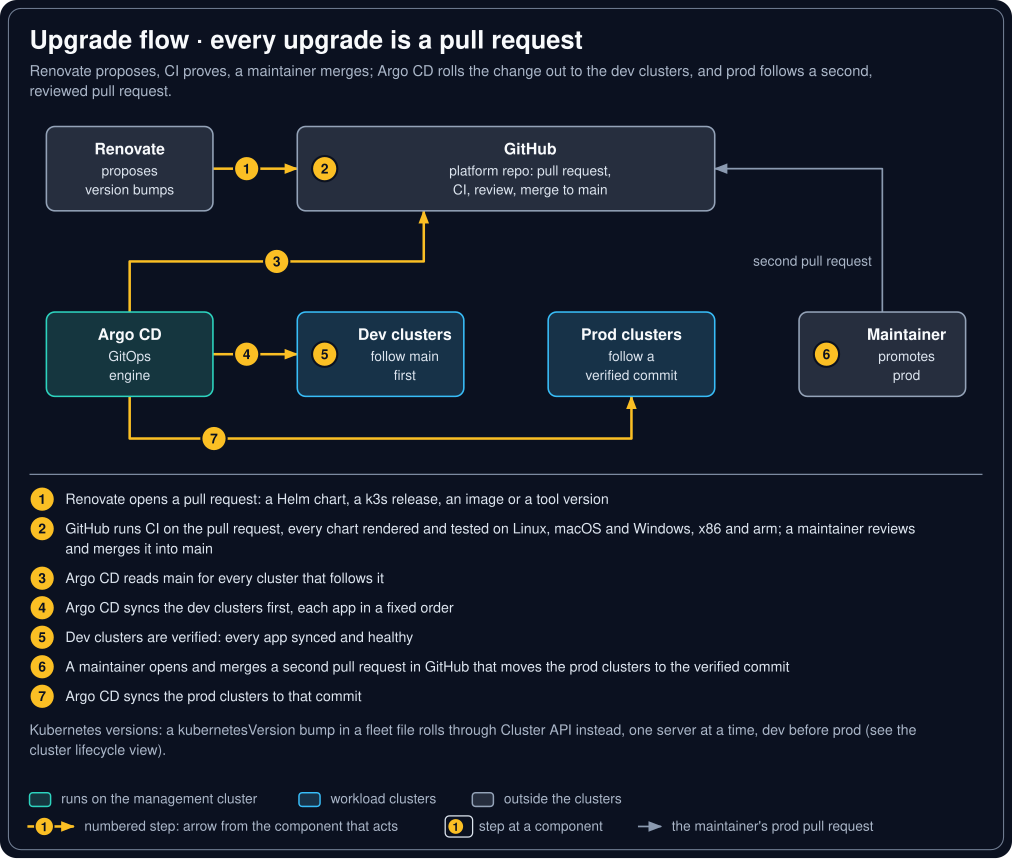 Upgrade flow · every upgrade is a pull request
Renovate proposes, CI proves, a maintainer merges; Argo CD rolls the change out to the dev clusters, and prod follows a second,
reviewed pull request.
Renovate
proposes
version bumps
1
2
GitHub
platform repo: pull request,
CI, review, merge to main
3
second pull request
Argo CD
GitOps
engine
4
5
Dev clusters
follow main
first
Prod clusters
follow a
verified commit
6
Maintainer
promotes
prod
7
1 Renovate opens a pull request: a Helm chart, a k3s release, an image or a tool version
2 GitHub runs CI on the pull request, every chart rendered and tested on Linux, macOS and Windows, x86 and arm; a maintainer reviews
and merges it into main
3 Argo CD reads main for every cluster that follows it
4 Argo CD syncs the dev clusters first, each app in a fixed order
5 Dev clusters are verified: every app synced and healthy
6 A maintainer opens and merges a second pull request in GitHub that moves the prod clusters to the verified commit
7 Argo CD syncs the prod clusters to that commit
Kubernetes versions: a kubernetesVersion bump in a fleet file rolls through Cluster API instead, one server at a time, dev before prod (see the
cluster lifecycle view).
runs on the management cluster
workload clusters
outside the clusters
1 numbered step: arrow from the component that acts
1 step at a component
the maintainer's prod pull request